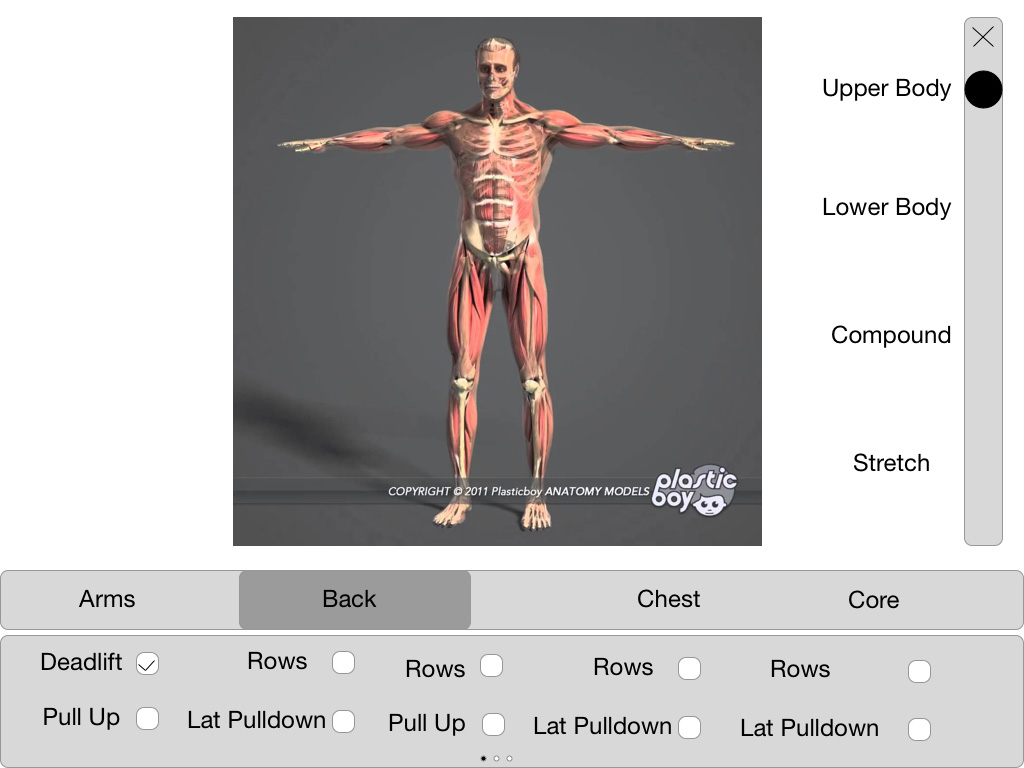 Upper Body
Lower Body
Compound
Stretch
COPYRIGHT © 2011 Plasticboy ANATOMY MODELS
plastic
boy
Arms Back Chest Core
Deadlift Rows Rows Rows Rows
Pull Up Lat Pulldown Pull Up Lat Pulldown Lat Pulldown